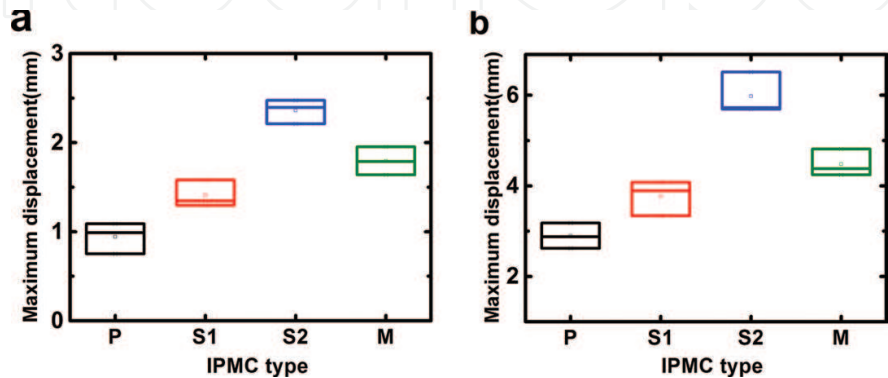 a
Maximum displacement(mm)
3
2
1
0
P S1 S2 M
IPMC type
b
Maximum displacement(mm)
6
4
2
P S1 S2 M
IPMC type